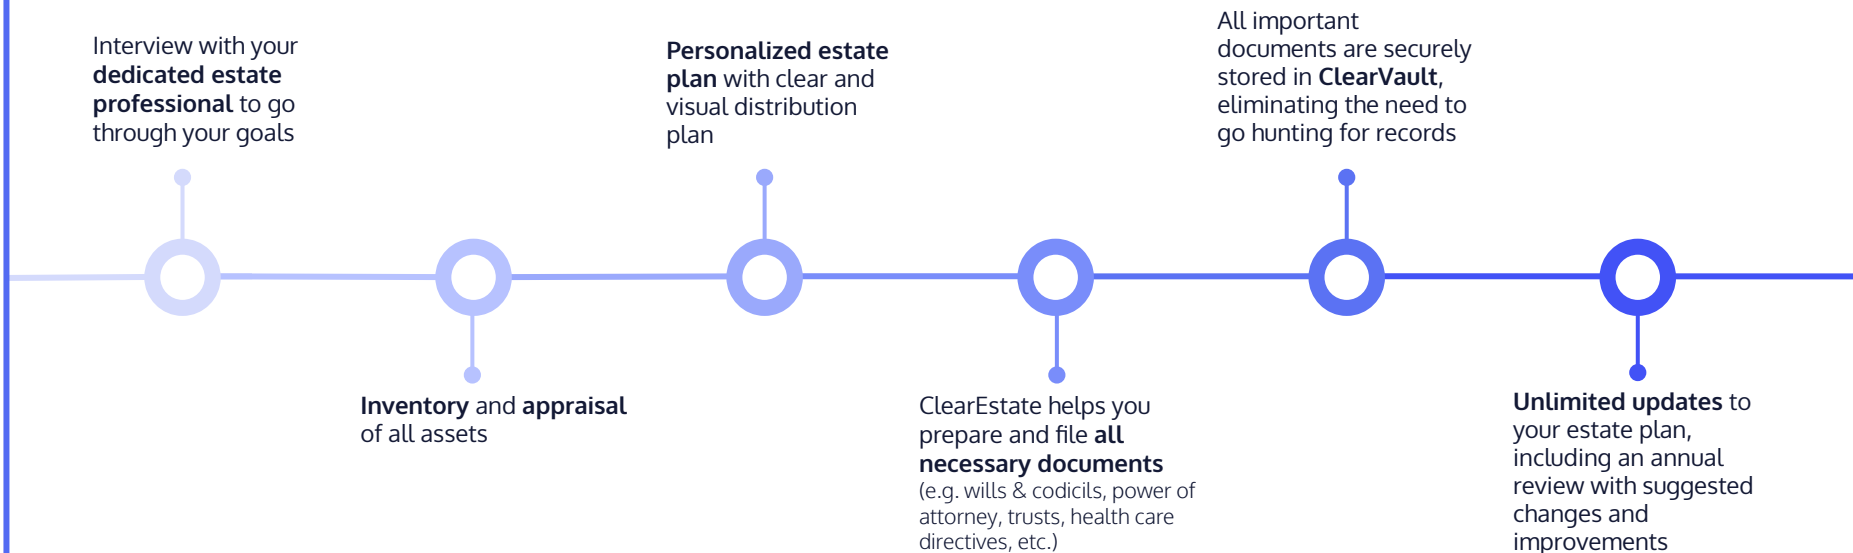 Interview with your
dedicated estate
professional to go
through your goals
Inventory and appraisal
of all assets
Personalized estate
plan with clear and
visual distribution
plan
ClearEstate helps you
prepare and file all
necessary documents
(e.g. wills & codicils, power of
attorney, trusts, health care
directives, etc.)
All important
documents are securely
stored in ClearVault,
eliminating the need to
go hunting for records
Unlimited updates to
your estate plan,
including an annual
review with suggested
changes and
improvements